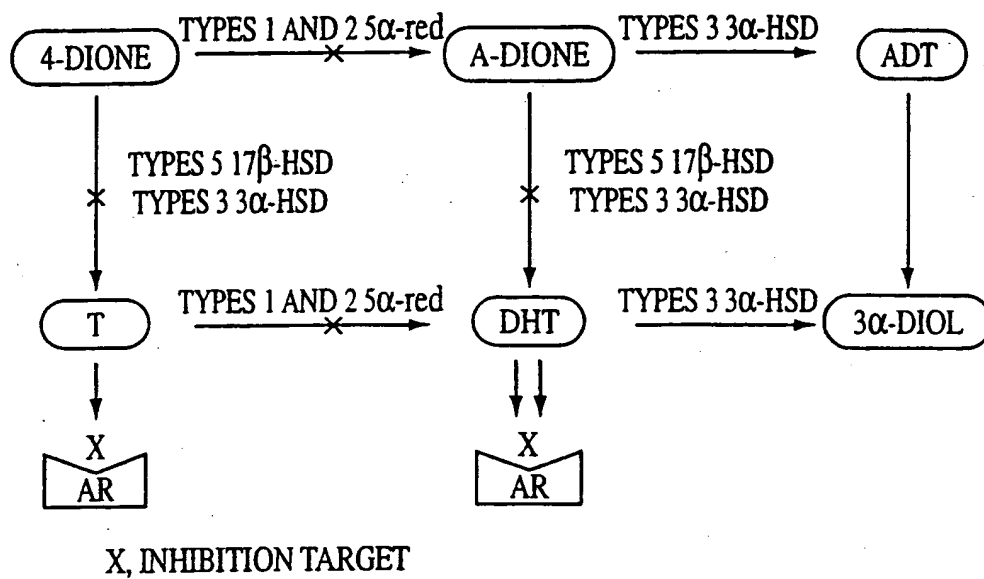 TYPES 1 AND 2 5α-red
TYPES 3 3α-HSD
4-DIONE
A-DIONE
ADT
TYPES 5 17β-HSD
TYPES 3 3α-HSD
TYPES 5 17β-HSD
TYPES 3 3α-HSD
TYPES 1 AND 2 5α-red
TYPES 3 3α-HSD
T
DHT
3α-DIOL
X
X
AR
AR
X, INHIBITION TARGET